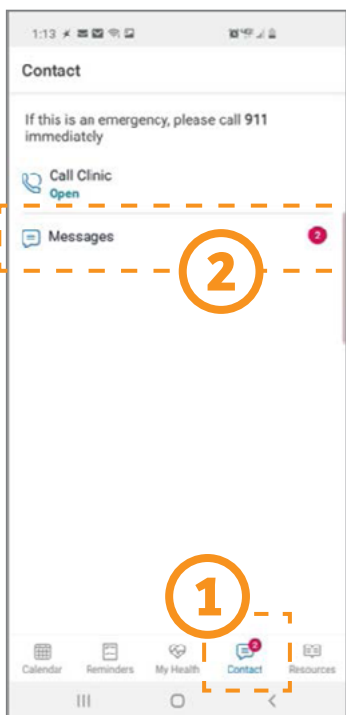 1:13
Contact
If this is an emergency, please call 911
immediately
Call Clinic
Open
Messages
2
2
1
2
Calendar Reminders My Health Contact Resources